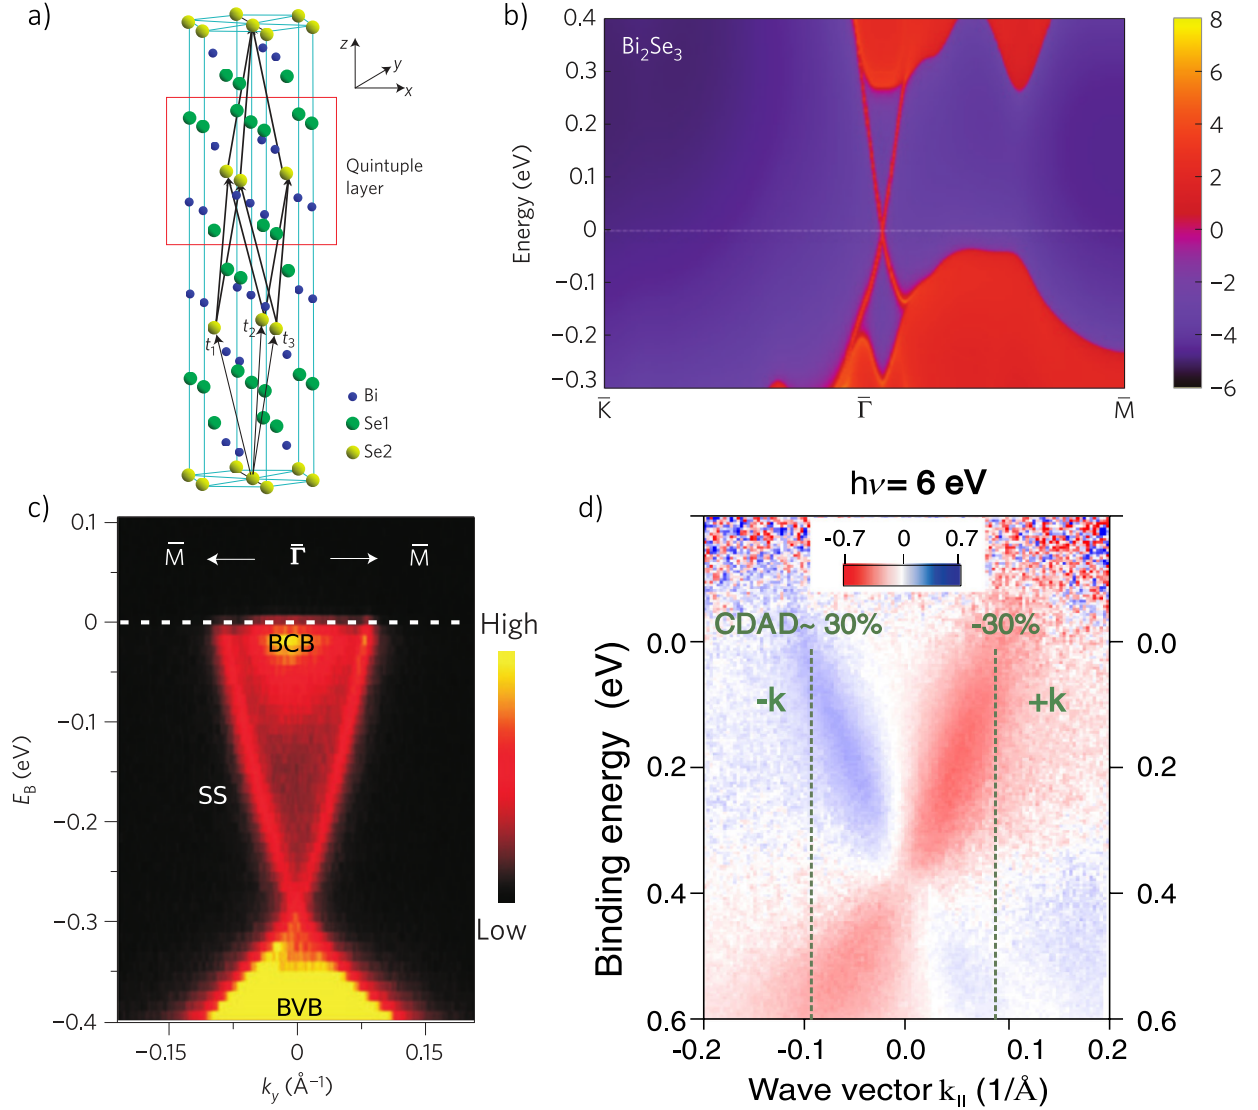 a)
z
y
x
Quintuple
layer
t1
t2
t3
Bi
Se1
Se2
b)
Bi2Se3
Energy (eV)
0.4
0.3
0.2
0.1
0
−0.1
−0.2
−0.3
K̅
Γ̅
M̅
8
6
4
2
0
−2
−4
−6
c)
0.1
0
−0.1
−0.2
−0.3
−0.4
E_B (eV)
M̅ ← Γ̅ → M̅
BCB
SS
BVB
High
Low
−0.15 0 0.15
k_y (Å⁻¹)
d)
hν = 6 eV
-0.7 0 0.7
CDAD~ 30% -30%
-k +k
Binding energy (eV)
0.0
0.2
0.4
0.6
0.0
0.2
0.4
0.6
-0.2 -0.1 0.0 0.1 0.2
Wave vector k_|| (1/Å)